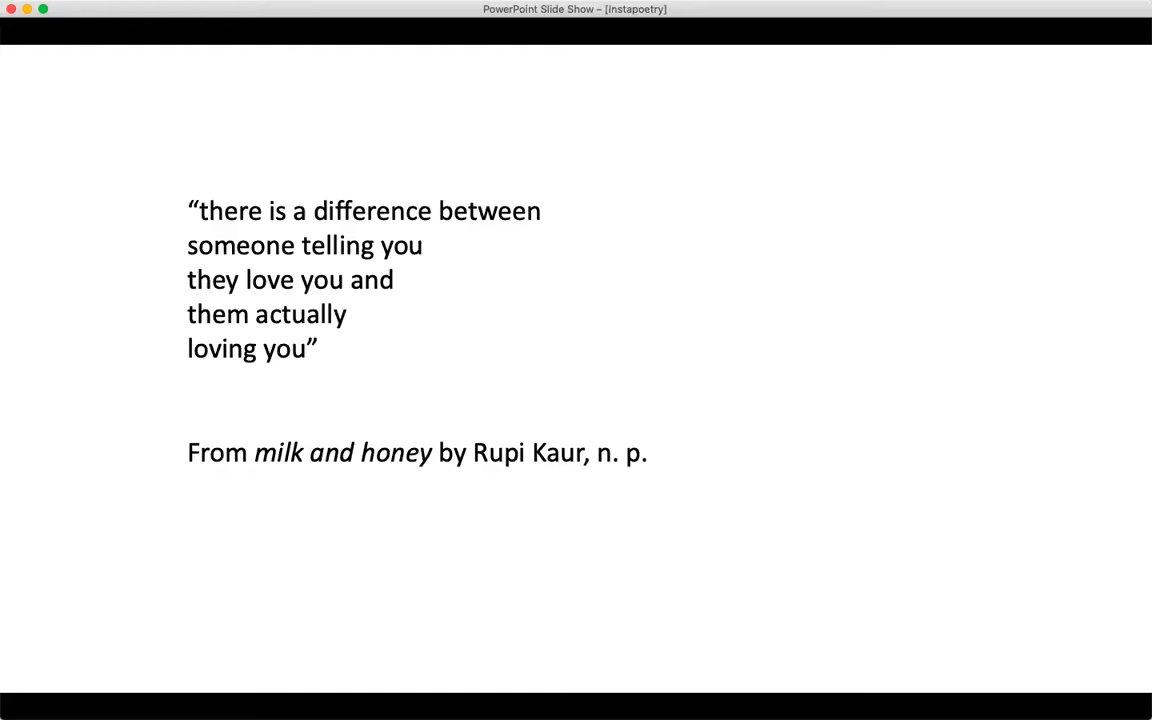 PowerPoint Slide Show – [instapoetry]
“there is a difference between
someone telling you
they love you and
them actually
loving you”
From milk and honey by Rupi Kaur, n. p.